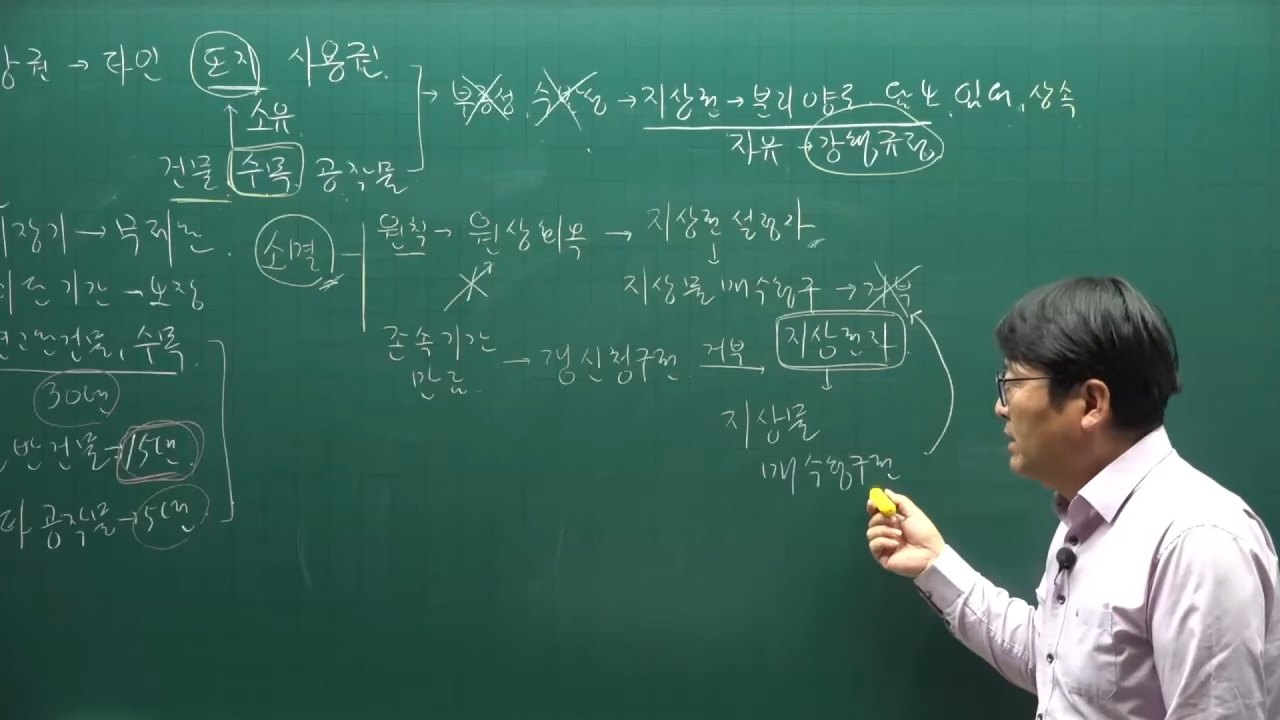 상권 → 타인 토지 사용권
소유
건물 수목 공작물
→ 부종성, 수반성 → 지상권 → 분리양도, 담보, 임대, 상속
자유 → 강행규정
최장기 → 무제한
최단기간 → 보장
견고한건물, 수목
30년
반건물 → 15년
타 공작물 → 5년
소멸
원칙 → 원상회복 → 지상권설정자
↓
지상물매수청구 → 거부
존속기간 만료 → 갱신청구권 거부 → 지상권자
↓
지상물
매수청구권